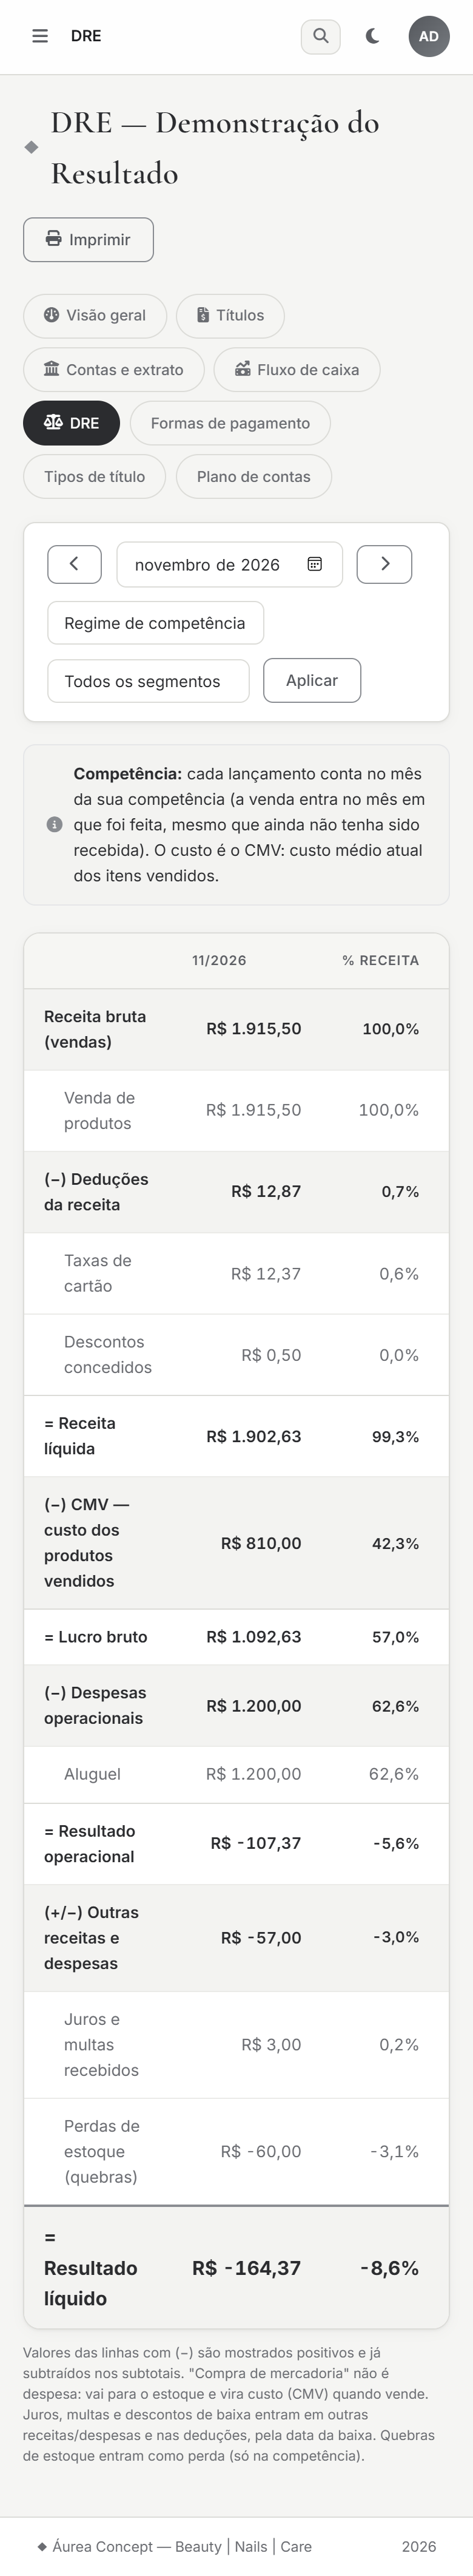 DRE
AD
DRE — Demonstração do
Resultado
Imprimir
Visão geral
Títulos
Contas e extrato
Fluxo de caixa
DRE
Formas de pagamento
Tipos de título
Plano de contas
novembro de 2026
Regime de competência
Todos os segmentos
Aplicar
Competência: cada lançamento conta no mês
da sua competência (a venda entra no mês em
que foi feita, mesmo que ainda não tenha sido
recebida). O custo é o CMV: custo médio atual
dos itens vendidos.
11/2026 % RECEITA
Receita bruta
(vendas) R$ 1.915,50 100,0%
Venda de
produtos R$ 1.915,50 100,0%
(−) Deduções
da receita R$ 12,87 0,7%
Taxas de
cartão R$ 12,37 0,6%
Descontos
concedidos R$ 0,50 0,0%
= Receita
líquida R$ 1.902,63 99,3%
(−) CMV —
custo dos
produtos
vendidos R$ 810,00 42,3%
= Lucro bruto R$ 1.092,63 57,0%
(−) Despesas
operacionais R$ 1.200,00 62,6%
Aluguel R$ 1.200,00 62,6%
= Resultado
operacional R$ -107,37 -5,6%
(+/−) Outras
receitas e
despesas R$ -57,00 -3,0%
Juros e
multas
recebidos R$ 3,00 0,2%
Perdas de
estoque
(quebras) R$ -60,00 -3,1%
=
Resultado
líquido R$ -164,37 -8,6%
Valores das linhas com (−) são mostrados positivos e já
subtraídos nos subtotais. "Compra de mercadoria" não é
despesa: vai para o estoque e vira custo (CMV) quando vende.
Juros, multas e descontos de baixa entram em outras
receitas/despesas e nas deduções, pela data da baixa. Quebras
de estoque entram como perda (só na competência).
Áurea Concept — Beauty | Nails | Care 2026